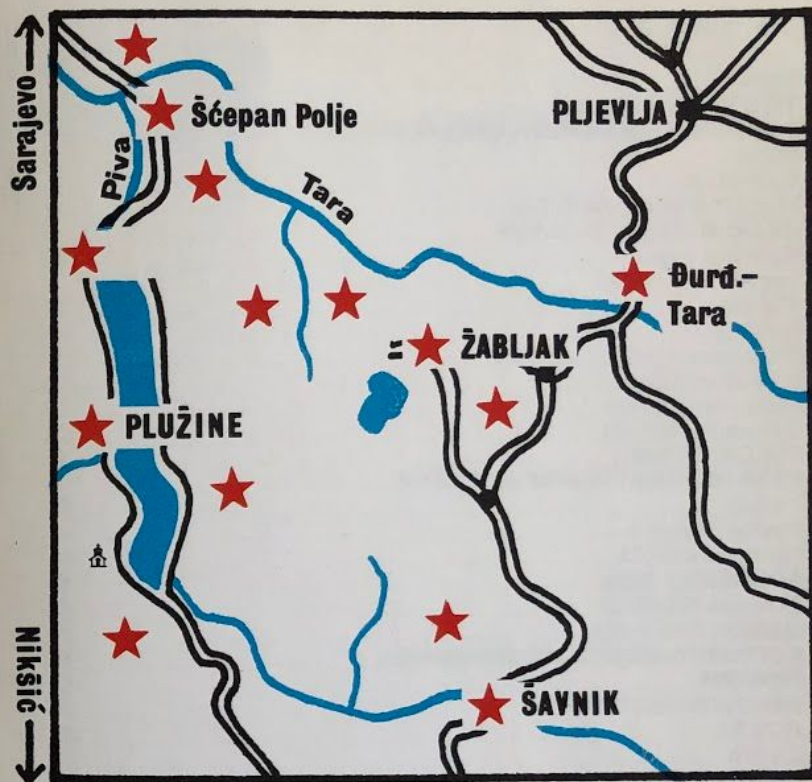 Sarajevo
Nikšić
Šćepan Polje
PLJEVLJA
Piva
Tara
Đurđ.–
Tara
ŽABLJAK
PLUŽINE
ŠAVNIK